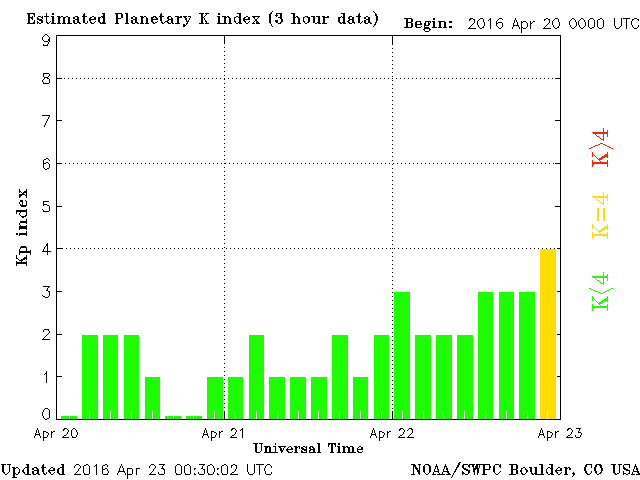 Estimated Planetary K index (3 hour data)
Begin: 2016 Apr 20 0000 UTC
9
8
7
6
5
4
3
2
1
0
Kp index
Apr 20
Apr 21
Apr 22
Apr 23
Universal Time
K<4
K=4
K>4
Updated 2016 Apr 23 00:30:02 UTC
NOAA/SWPC Boulder, CO USA